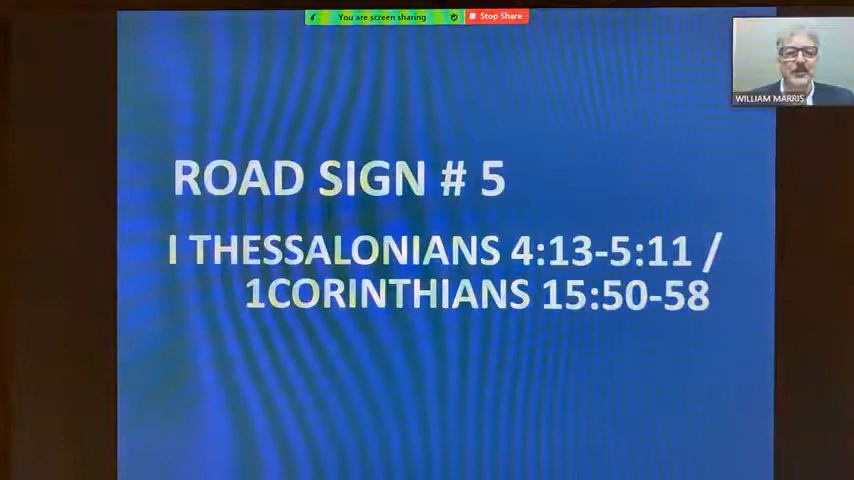 You are screen sharing
Stop Share
WILLIAM MARRIS
ROAD SIGN # 5
I THESSALONIANS 4:13-5:11 /
1CORINTHIANS 15:50-58